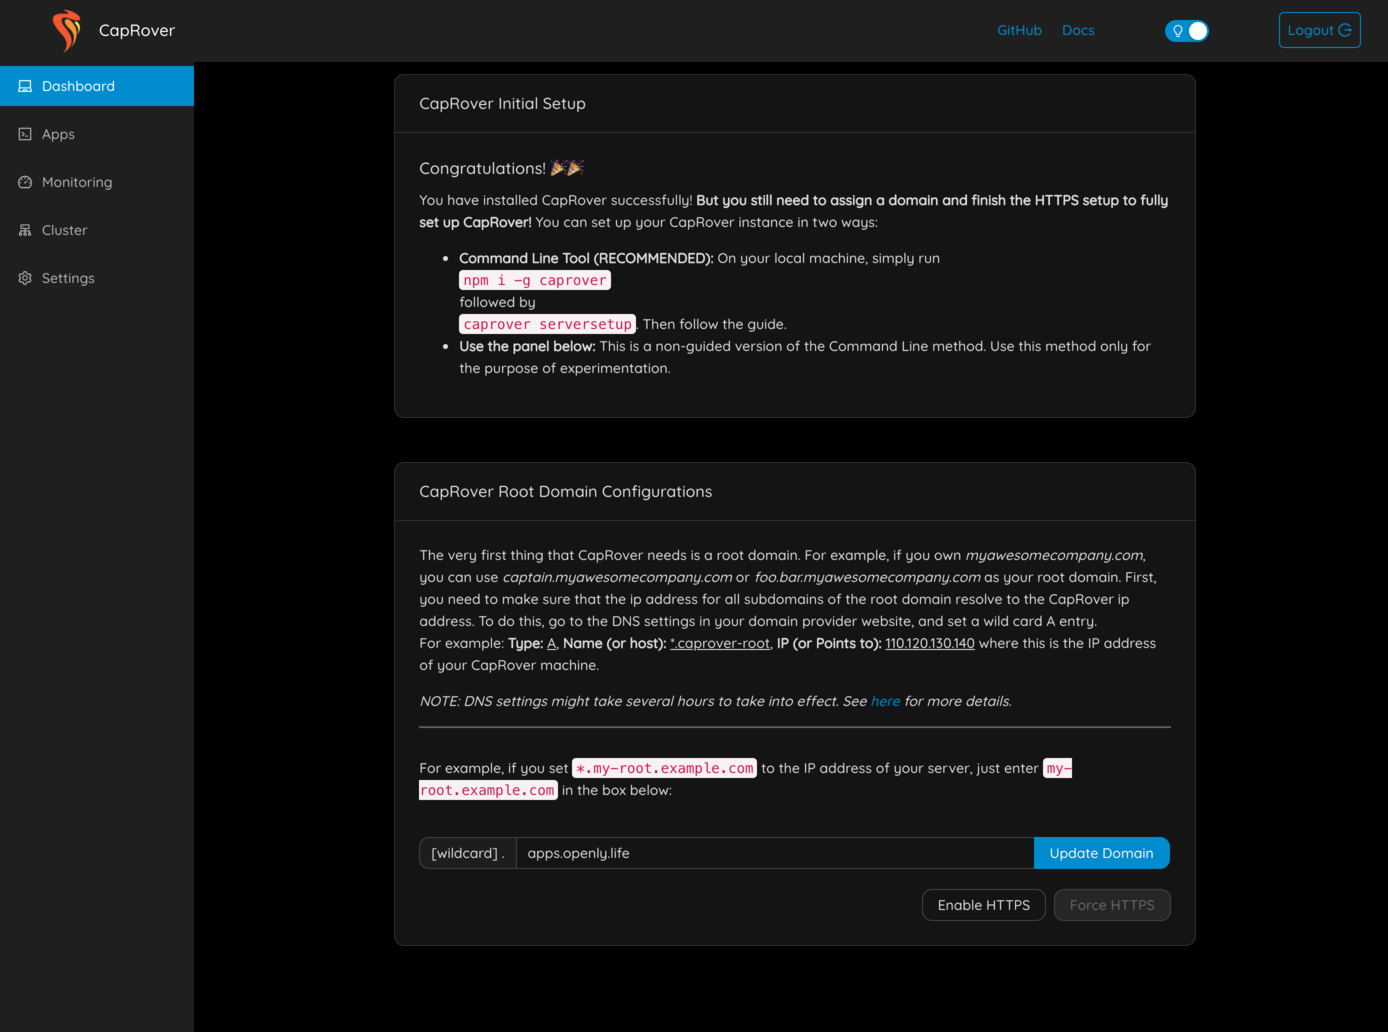 CapRover
GitHub
Docs
Logout
Dashboard
Apps
Monitoring
Cluster
Settings
CapRover Initial Setup
Congratulations! 🎉🎉
You have installed CapRover successfully! But you still need to assign a domain and finish the HTTPS setup to fully
set up CapRover! You can set up your CapRover instance in two ways:
• Command Line Tool (RECOMMENDED): On your local machine, simply run
npm i -g caprover
followed by
caprover serversetup. Then follow the guide.
• Use the panel below: This is a non-guided version of the Command Line method. Use this method only for
the purpose of experimentation.
CapRover Root Domain Configurations
The very first thing that CapRover needs is a root domain. For example, if you own myawesomecompany.com,
you can use captain.myawesomecompany.com or foo.bar.myawesomecompany.com as your root domain. First,
you need to make sure that the ip address for all subdomains of the root domain resolve to the CapRover ip
address. To do this, go to the DNS settings in your domain provider website, and set a wild card A entry.
For example: Type: A, Name (or host): *.caprover-root, IP (or Points to): 110.120.130.140 where this is the IP address
of your CapRover machine.
NOTE: DNS settings might take several hours to take into effect. See here for more details.
For example, if you set *.my-root.example.com to the IP address of your server, just enter my-
root.example.com in the box below:
[wildcard] .
apps.openly.life
Update Domain
Enable HTTPS
Force HTTPS